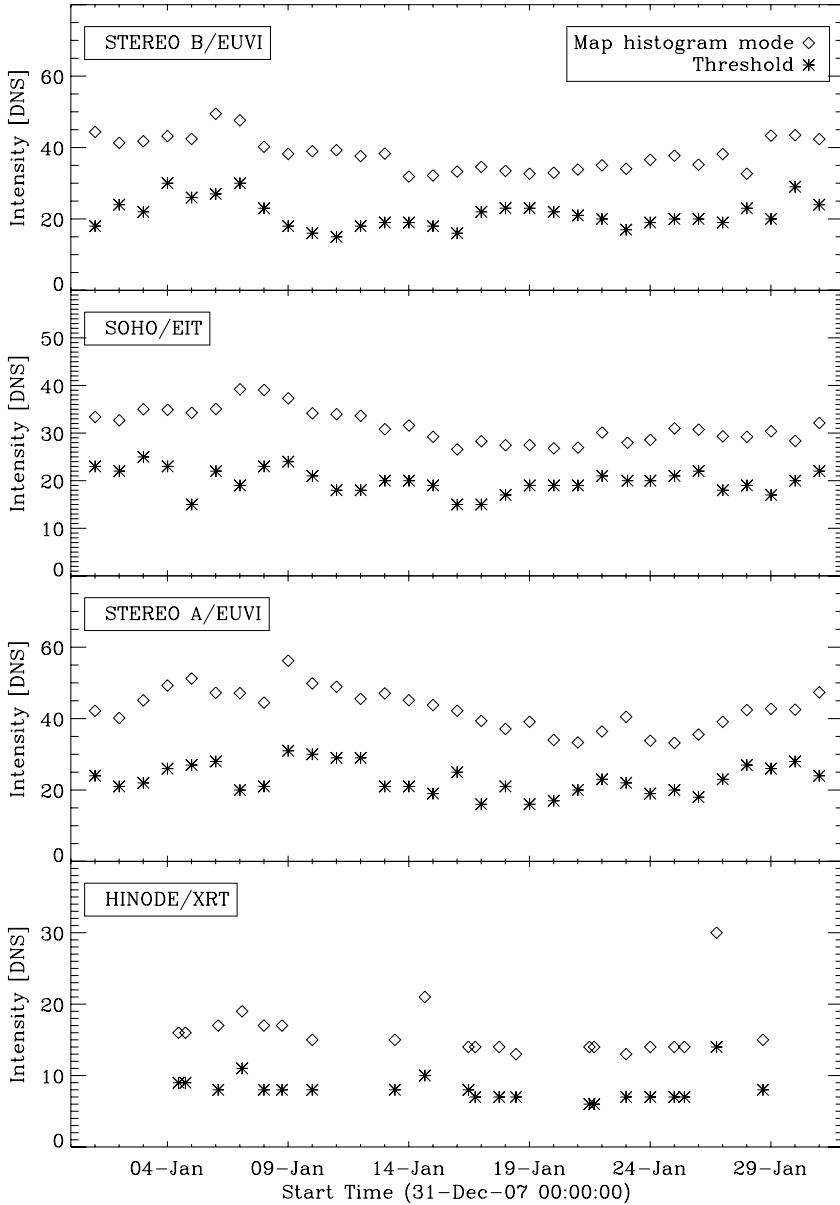 STEREO B/EUVI
Map histogram mode
Threshold
Intensity [DNS]
60
40
20
0
SOHO/EIT
Intensity [DNS]
50
40
30
20
10
0
STEREO A/EUVI
Intensity [DNS]
60
40
20
0
HINODE/XRT
Intensity [DNS]
30
20
10
0
04-Jan 09-Jan 14-Jan 19-Jan 24-Jan 29-Jan
Start Time (31-Dec-07 00:00:00)